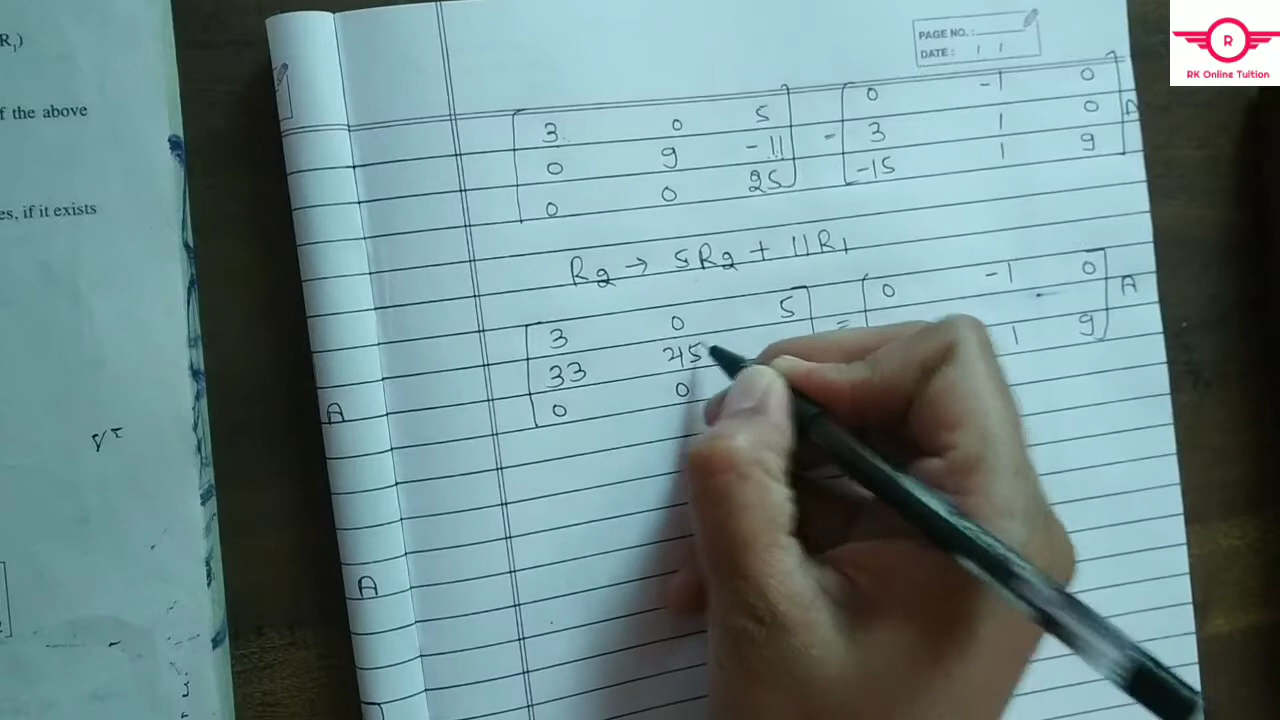 R₁)
f the above
es, if it exists
PAGE NO.:
DATE: / /
R
RK Online Tuition
3 0 5 0 -1 0
0 9 -11 = 3 1 0 A
0 0 25 -15 1 9
R2 → 5R2 + 11R1
3 0 5 0 -1 0
33 45 = A
0 0 1 9
A
A